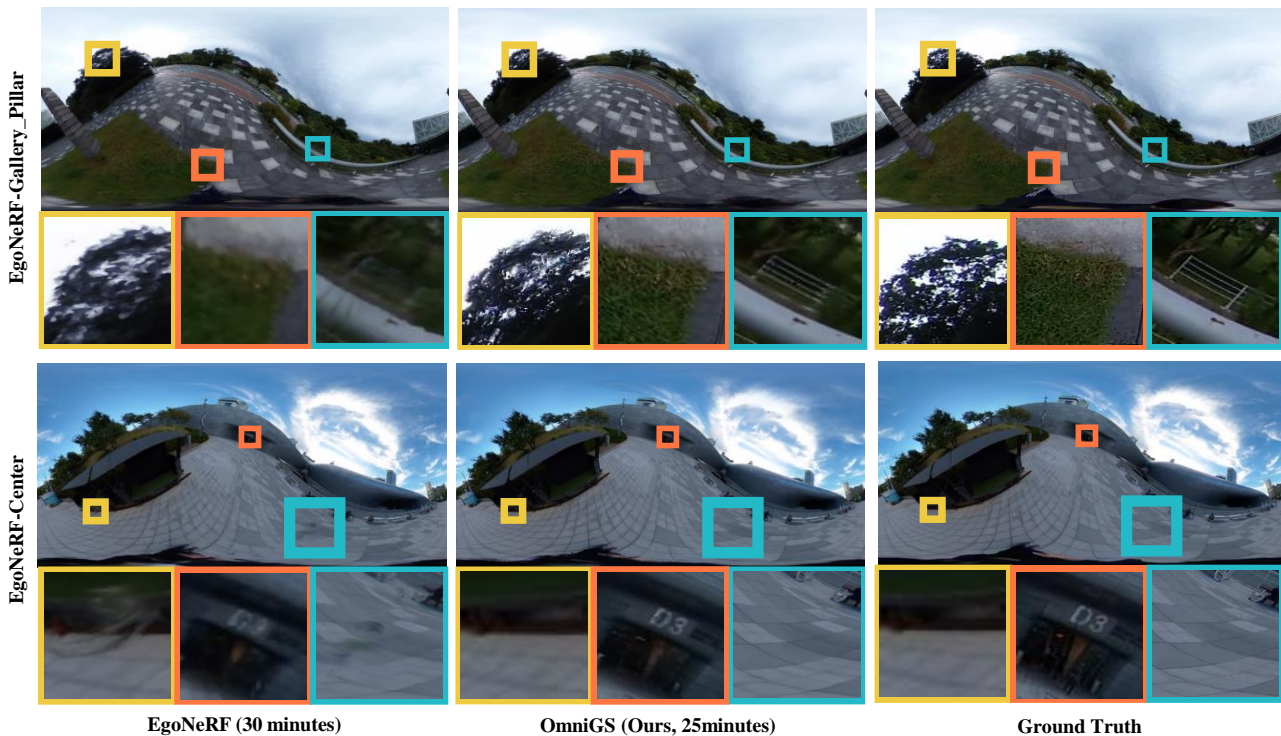 EgoNeRF-Gallery_Pillar
EgoNeRF-Center
D3
D3
D3
EgoNeRF (30 minutes)
OmniGS (Ours, 25minutes)
Ground Truth